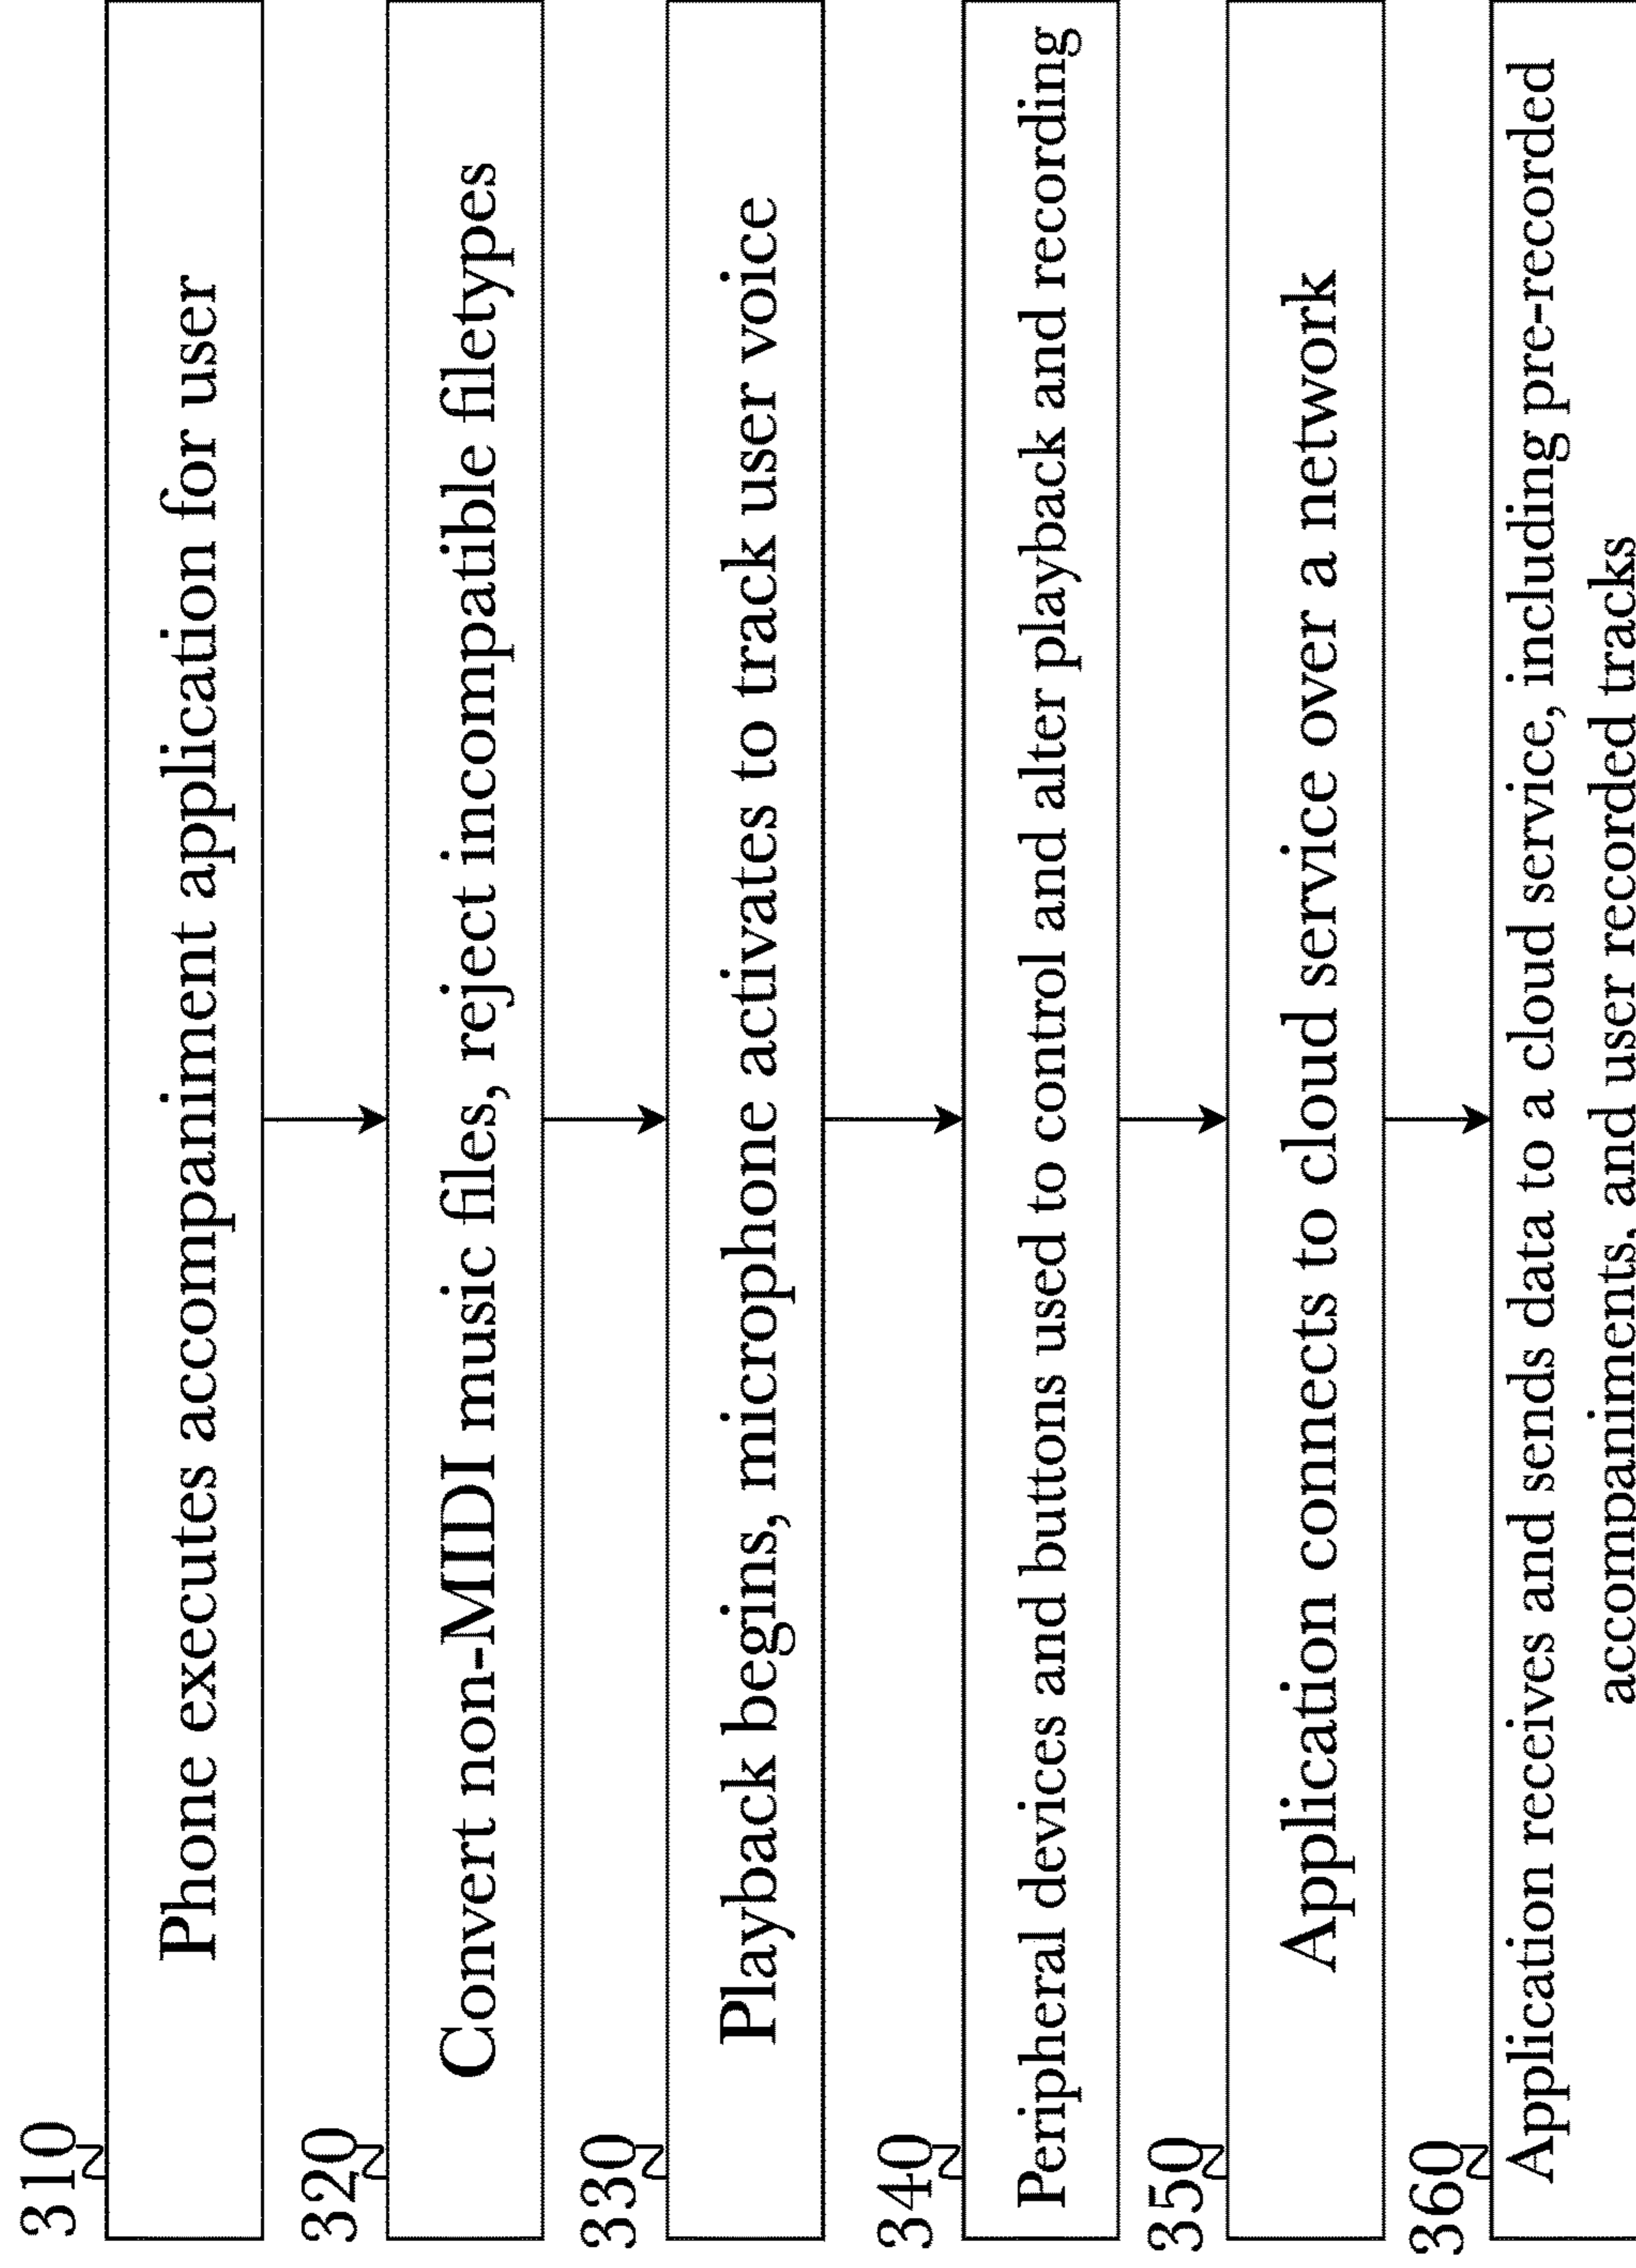 310
Phone executes accompaniment application for user
320
Convert non-MIDI music files, reject incompatible filetypes
330
Playback begins, microphone activates to track user voice
340
Peripheral devices and buttons used to control and alter playback and recording
350
Application connects to cloud service over a network
360
Application receives and sends data to a cloud service, including pre-recorded
accompaniments, and user recorded tracks